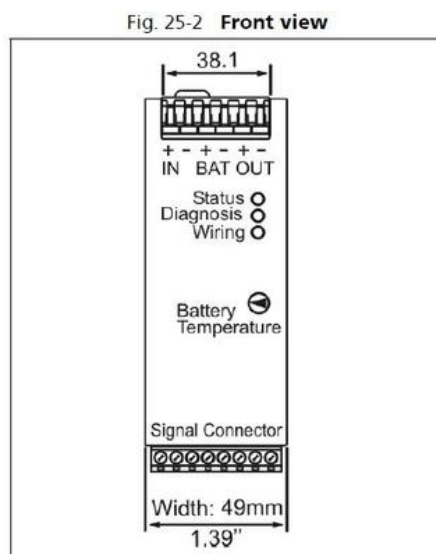 Fig. 25-2 Front view
38.1
+ - + - + -
IN BAT OUT
Status
Diagnosis
Wiring
Battery
Temperature
Signal Connector
Width: 49mm
1.39"